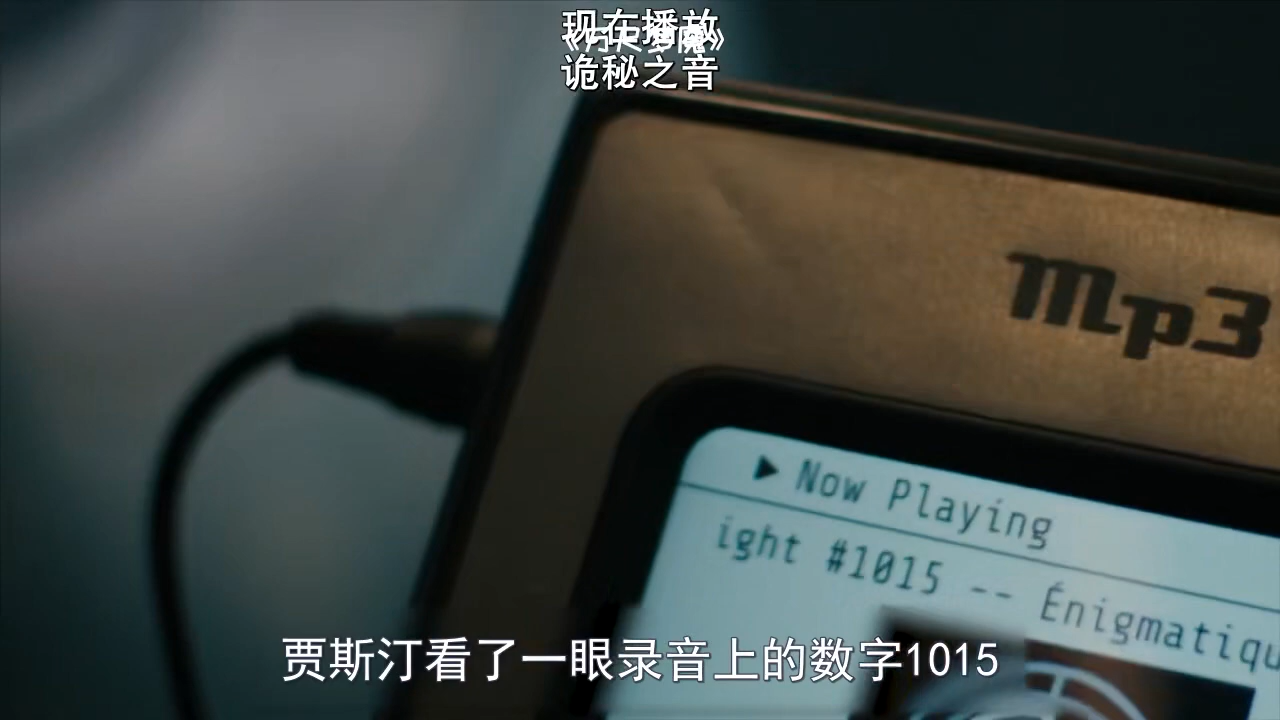 现在播放
诡秘之音
mp3
▶ Now Playing
ight #1015 -- Énigmatiqu
贾斯汀看了一眼录音上的数字1015